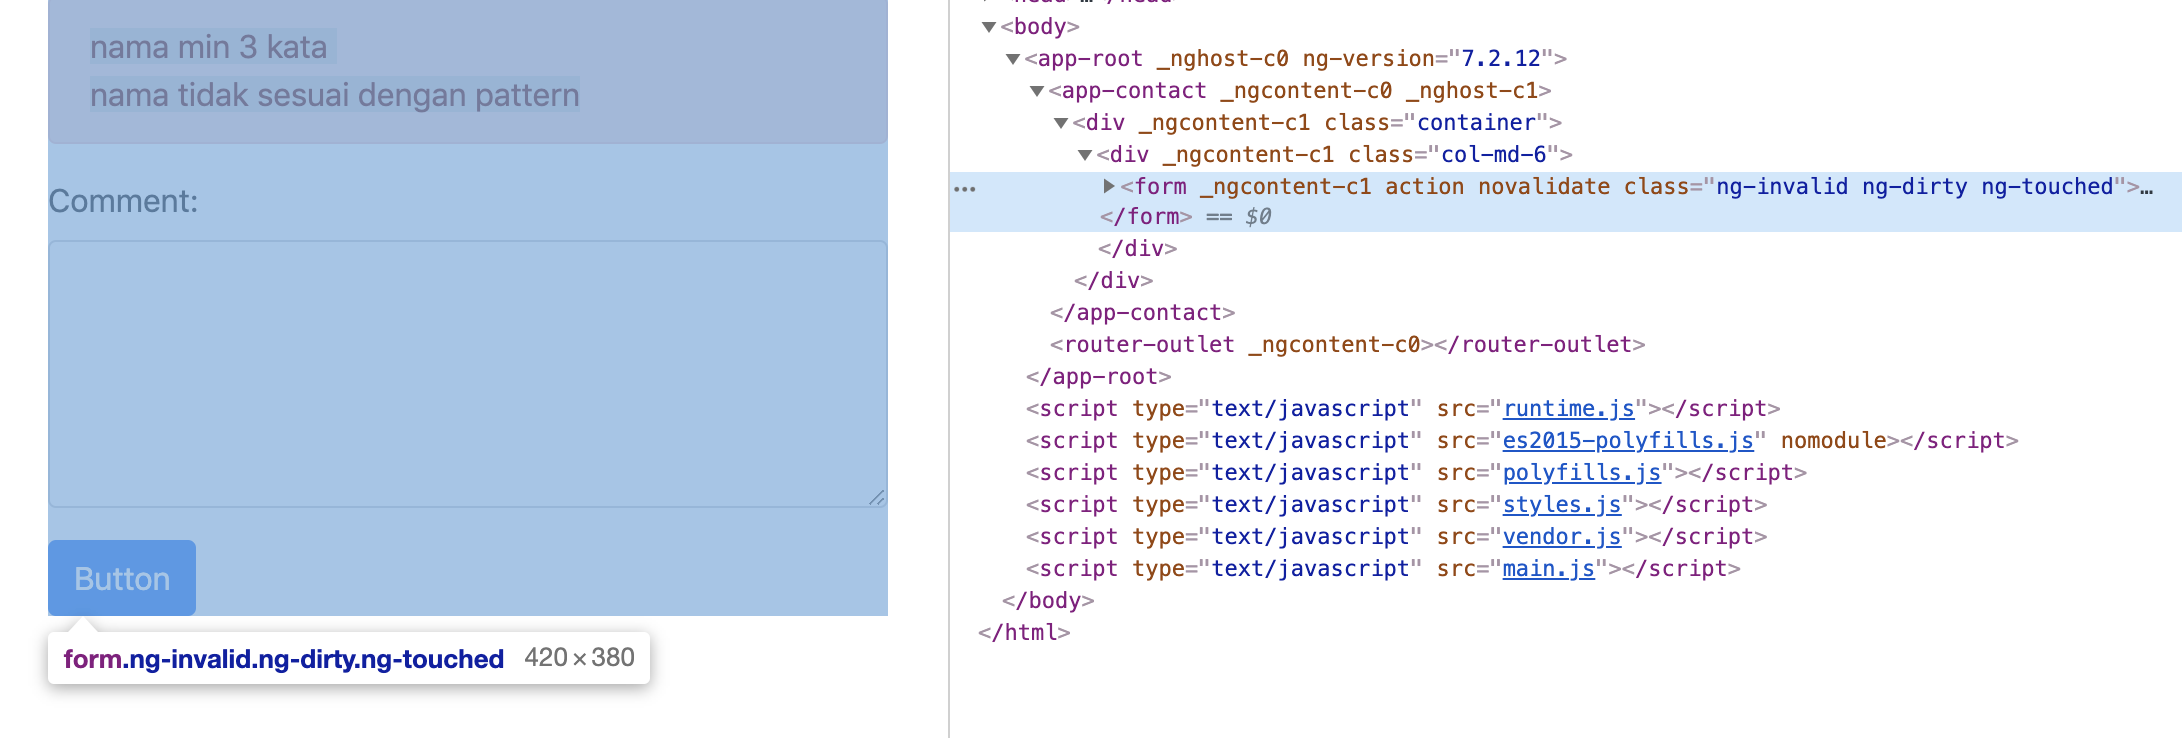 nama min 3 kata
nama tidak sesuai dengan pattern
Comment:
Button
form.ng-invalid.ng-dirty.ng-touched 420×380
<body>
<app-root _nghost-c0 ng-version="7.2.12">
<app-contact _ngcontent-c0 _nghost-c1>
<div _ngcontent-c1 class="container">
<div _ngcontent-c1 class="col-md-6">
<form _ngcontent-c1 action novalidate class="ng-invalid ng-dirty ng-touched">…
</form> == $0
</div>
</div>
</app-contact>
<router-outlet _ngcontent-c0></router-outlet>
</app-root>
<script type="text/javascript" src="runtime.js"></script>
<script type="text/javascript" src="es2015-polyfills.js" nomodule></script>
<script type="text/javascript" src="polyfills.js"></script>
<script type="text/javascript" src="styles.js"></script>
<script type="text/javascript" src="vendor.js"></script>
<script type="text/javascript" src="main.js"></script>
</body>
</html>